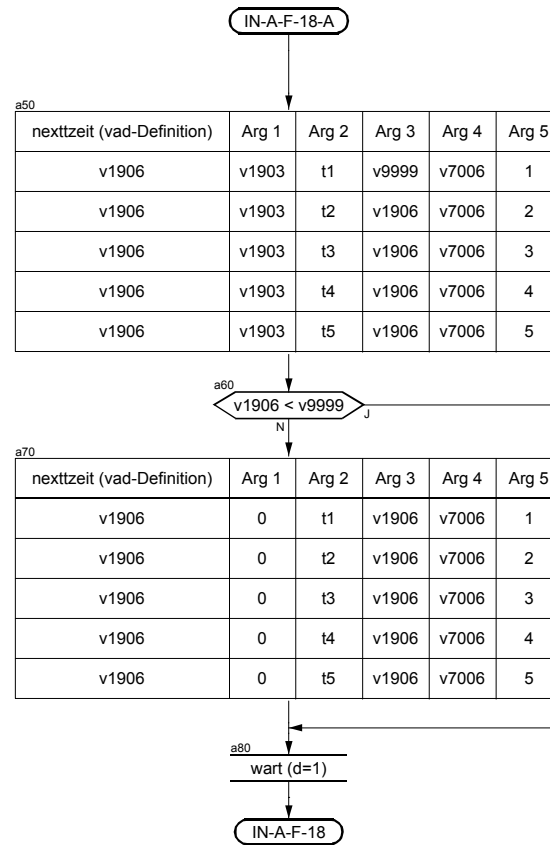 IN-A-F-18-A
a50
nexttzeit (vad-Definition) Arg 1 Arg 2 Arg 3 Arg 4 Arg 5
v1906 v1903 t1 v9999 v7006 1
v1906 v1903 t2 v1906 v7006 2
v1906 v1903 t3 v1906 v7006 3
v1906 v1903 t4 v1906 v7006 4
v1906 v1903 t5 v1906 v7006 5
a60
v1906 < v9999
J
N
a70
nexttzeit (vad-Definition) Arg 1 Arg 2 Arg 3 Arg 4 Arg 5
v1906 0 t1 v1906 v7006 1
v1906 0 t2 v1906 v7006 2
v1906 0 t3 v1906 v7006 3
v1906 0 t4 v1906 v7006 4
v1906 0 t5 v1906 v7006 5
a80
wart (d=1)
IN-A-F-18